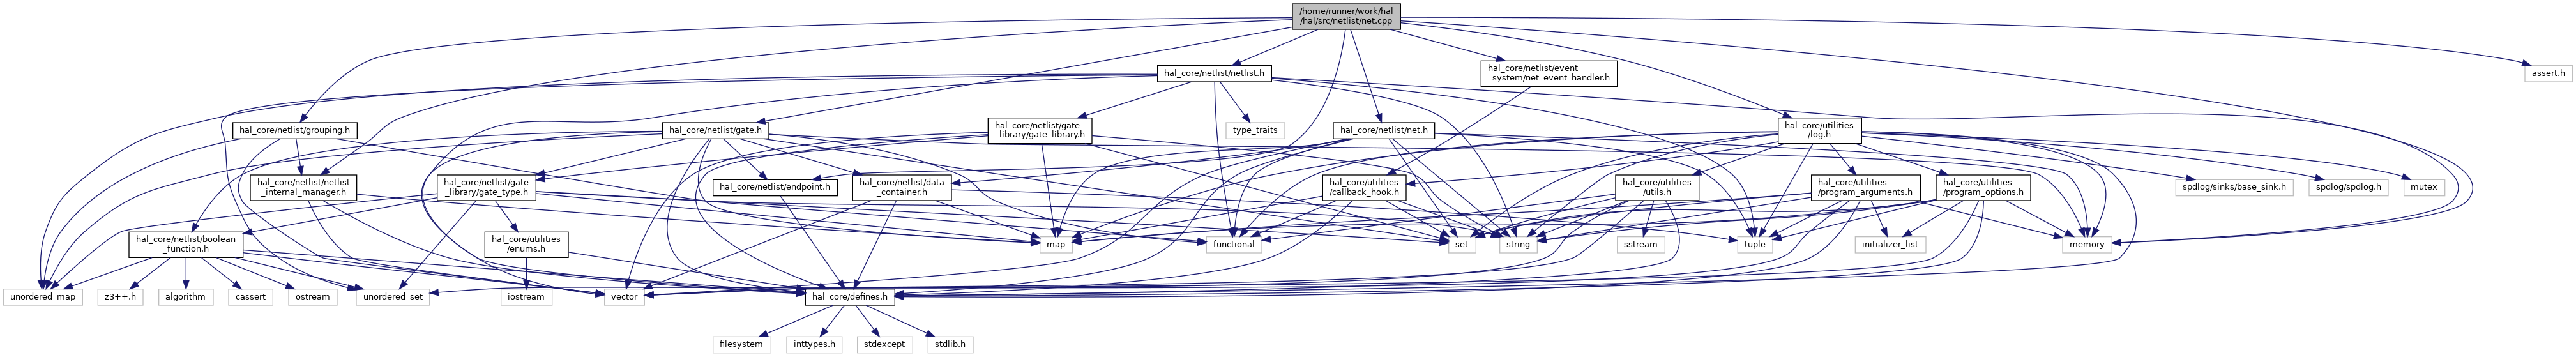 /home/runner/work/hal
/hal/src/netlist/net.cpp
hal_core/netlist/netlist.h
hal_core/netlist/event
_system/net_event_handler.h
assert.h
hal_core/netlist/grouping.h
hal_core/netlist/gate.h
hal_core/netlist/gate
_library/gate_library.h
type_traits
hal_core/netlist/net.h
hal_core/utilities
/log.h
hal_core/netlist/netlist
_internal_manager.h
hal_core/netlist/gate
_library/gate_type.h
hal_core/netlist/endpoint.h
hal_core/netlist/data
_container.h
hal_core/utilities
/callback_hook.h
hal_core/utilities
/utils.h
hal_core/utilities
/program_arguments.h
hal_core/utilities
/program_options.h
spdlog/sinks/base_sink.h
spdlog/spdlog.h
mutex
hal_core/netlist/boolean
_function.h
hal_core/utilities
/enums.h
map
functional
set
string
sstream
tuple
initializer_list
memory
unordered_map
z3++.h
algorithm
cassert
ostream
unordered_set
iostream
vector
hal_core/defines.h
filesystem
inttypes.h
stdexcept
stdlib.h